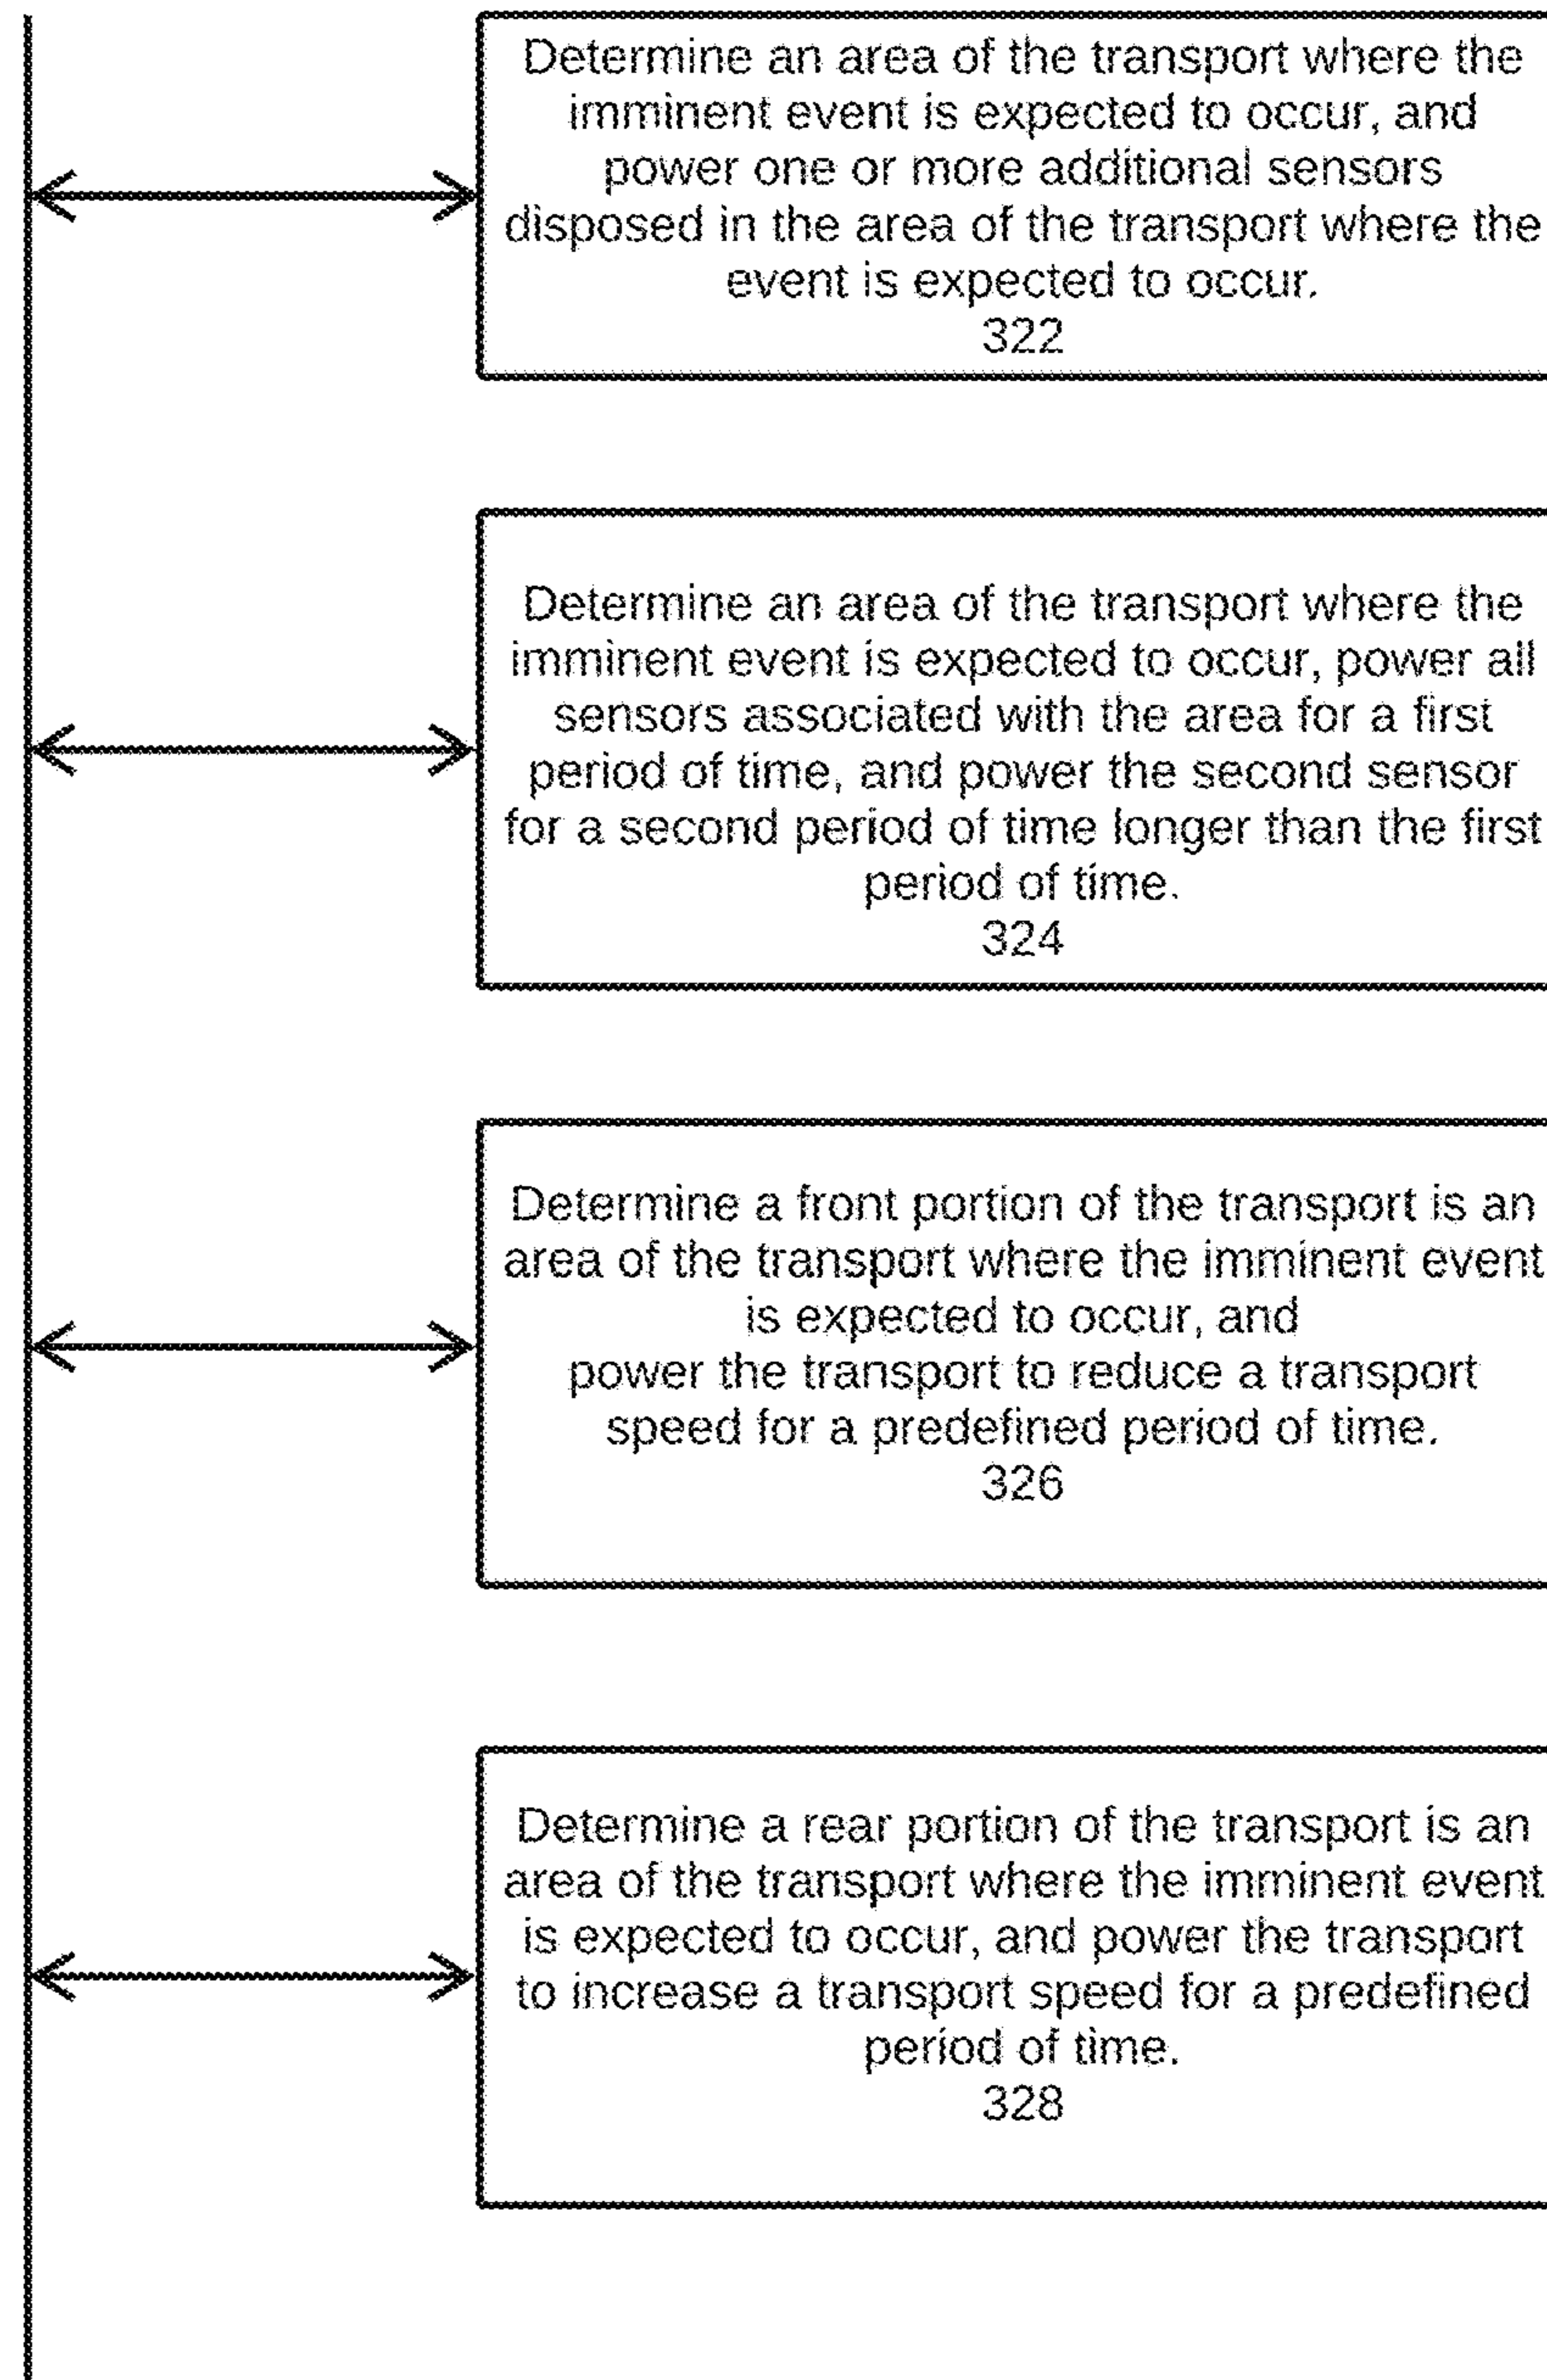 Determine an area of the transport where the
imminent event is expected to occur, and
power one or more additional sensors
disposed in the area of the transport where the
event is expected to occur.
322
Determine an area of the transport where the
imminent event is expected to occur, power all
sensors associated with the area for a first
period of time, and power the second sensor
for a second period of time longer than the first
period of time.
324
Determine a front portion of the transport is an
area of the transport where the imminent event
is expected to occur, and
power the transport to reduce a transport
speed for a predefined period of time.
326
Determine a rear portion of the transport is an
area of the transport where the imminent event
is expected to occur, and power the transport
to increase a transport speed for a predefined
period of time.
328